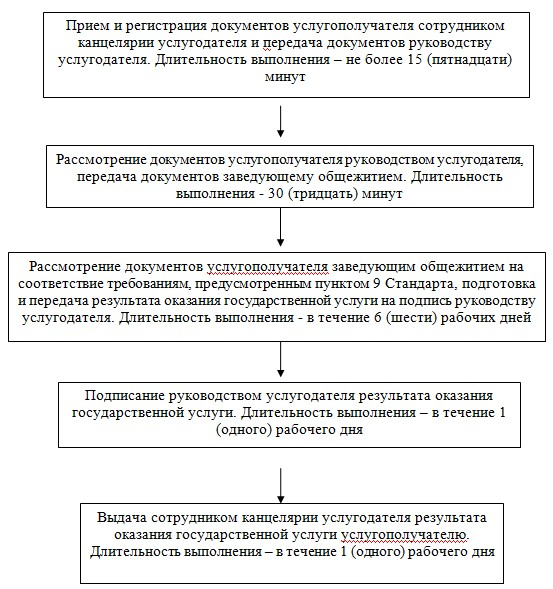 Прием и регистрация документов услугополучателя сотрудником
канцелярии услугодателя и передача документов руководству
услугодателя. Длительность выполнения – не более 15 (пятнадцати)
минут
Рассмотрение документов услугополучателя руководством услугодателя,
передача документов заведующему общежитием. Длительность
выполнения - 30 (тридцать) минут
Рассмотрение документов услугополучателя заведующим общежитием на
соответствие требованиям, предусмотренным пунктом 9 Стандарта, подготовка
и передача результата оказания государственной услуги на подпись руководству
услугодателя. Длительность выполнения - в течение 6 (шести) рабочих дней
Подписание руководством услугодателя результата оказания
государственной услуги. Длительность выполнения – в течение 1
(одного) рабочего дня
Выдача сотрудником канцелярии услугодателя результата
оказания государственной услуги услугополучателю.
Длительность выполнения – в течение 1 (одного) рабочего дня